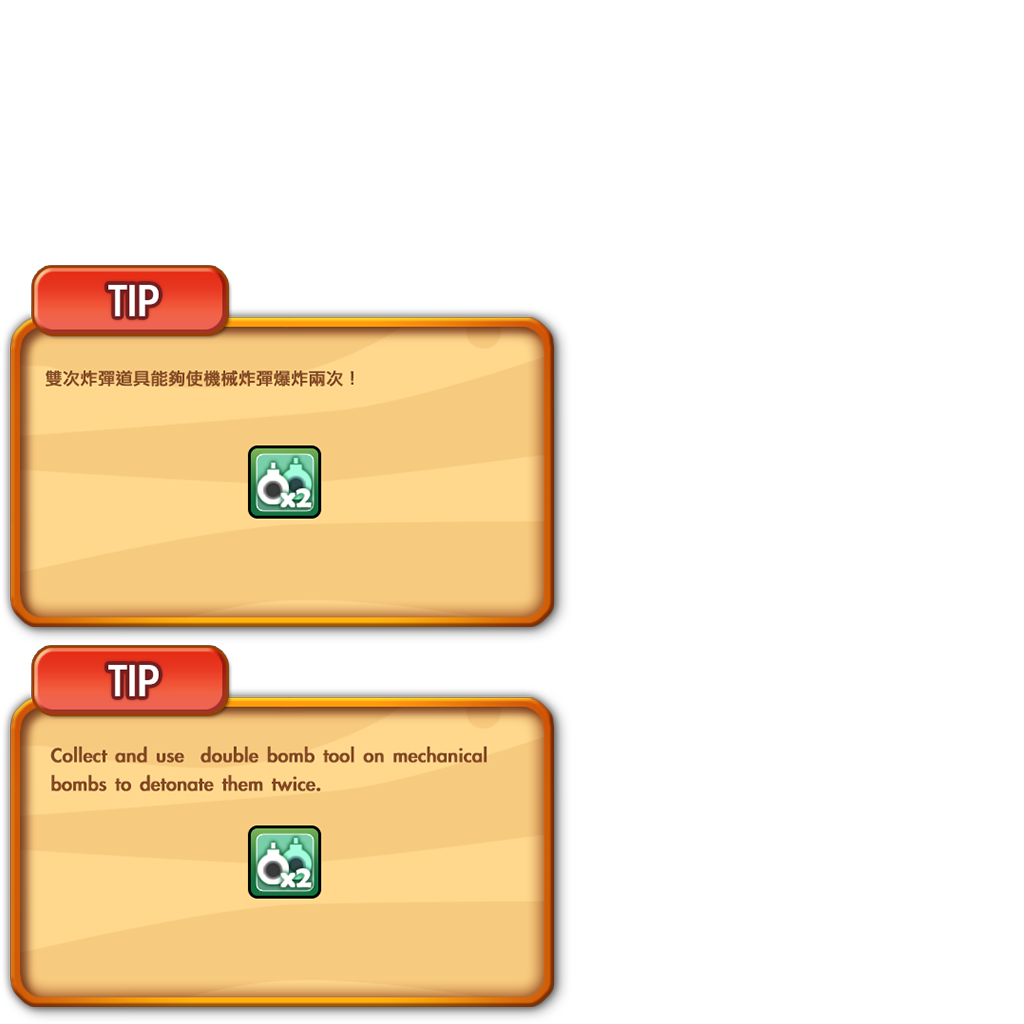 TIP
雙次炸彈道具能夠使機械炸彈爆炸兩次！
x2
TIP
Collect and use  double bomb tool on mechanical
bombs to detonate them twice.
x2